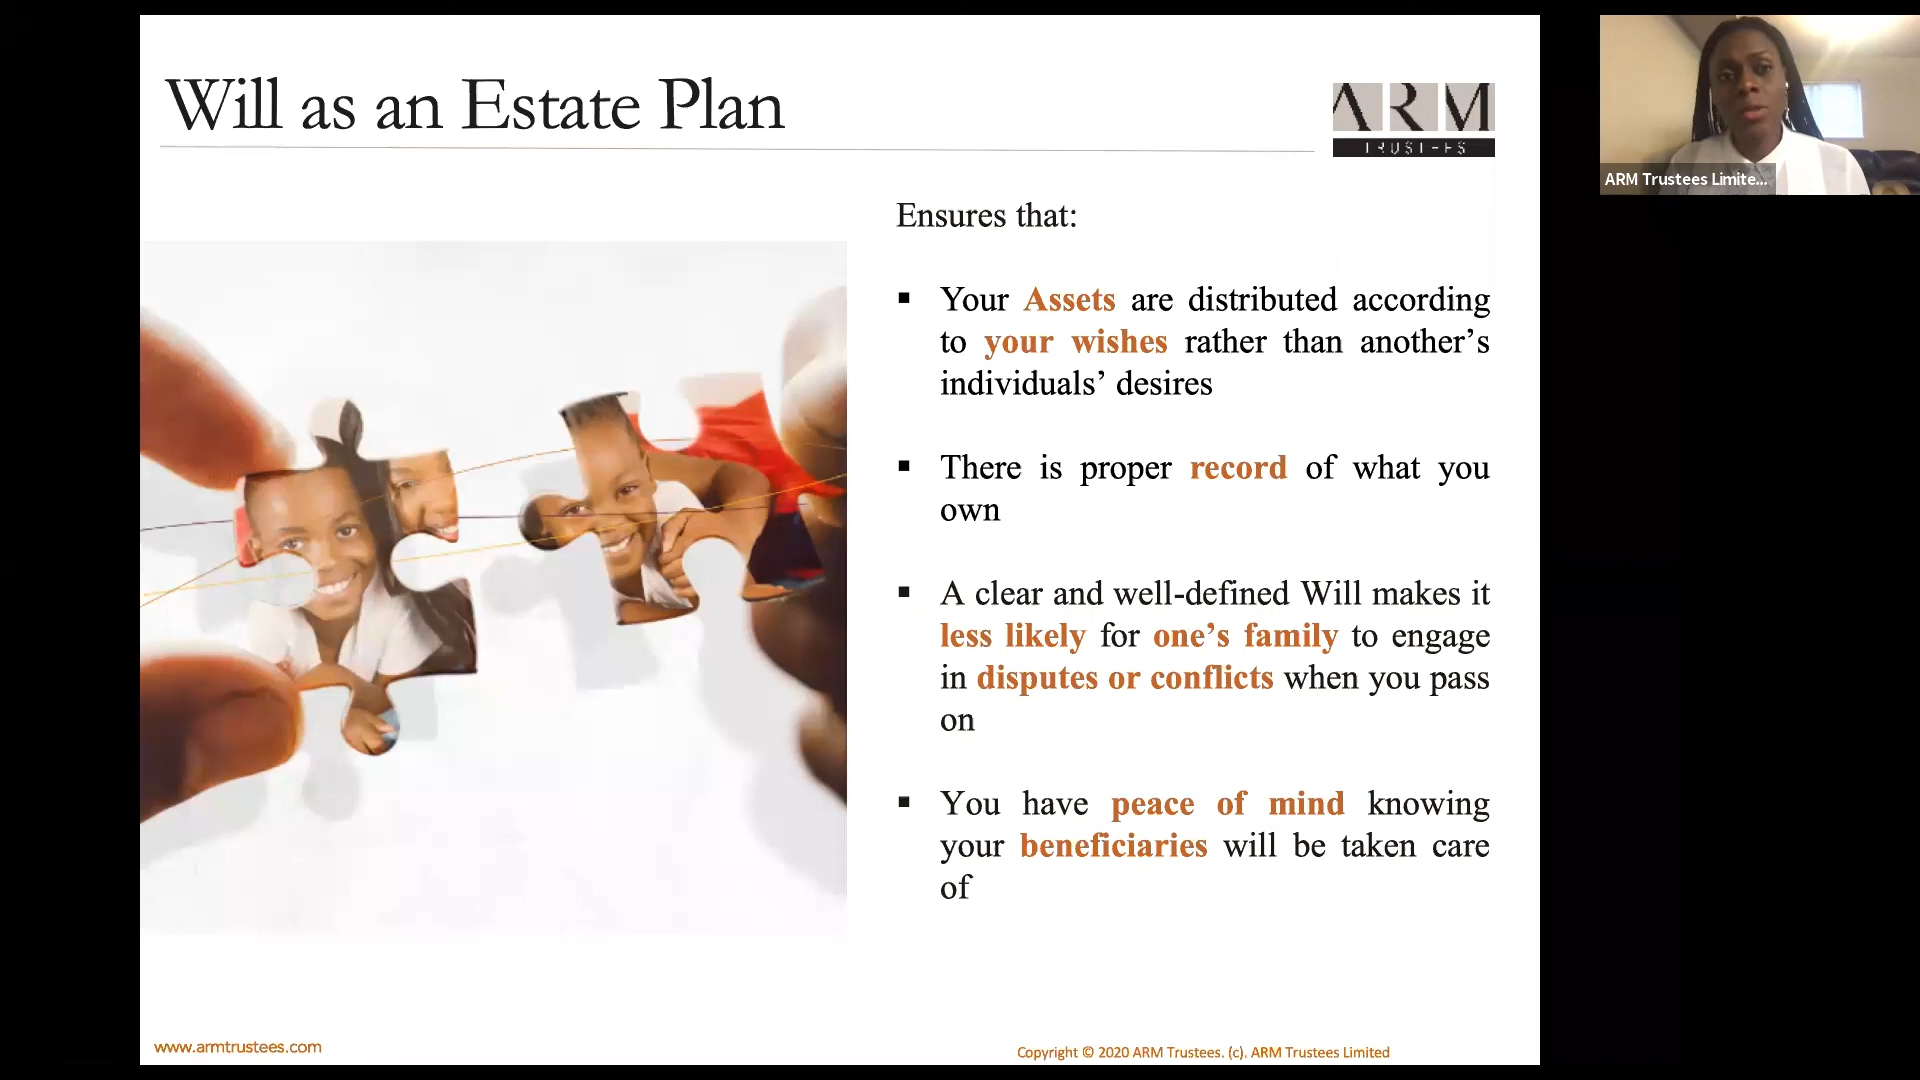 Will as an Estate Plan
ARM
TRUSTEES
ARM Trustees Limite...
Ensures that:
▪ Your Assets are distributed according
to your wishes rather than another’s
individuals’ desires
▪ There is proper record of what you
own
▪ A clear and well-defined Will makes it
less likely for one’s family to engage
in disputes or conflicts when you pass
on
▪ You have peace of mind knowing
your beneficiaries will be taken care
of
www.armtrustees.com
Copyright © 2020 ARM Trustees. (c). ARM Trustees Limited